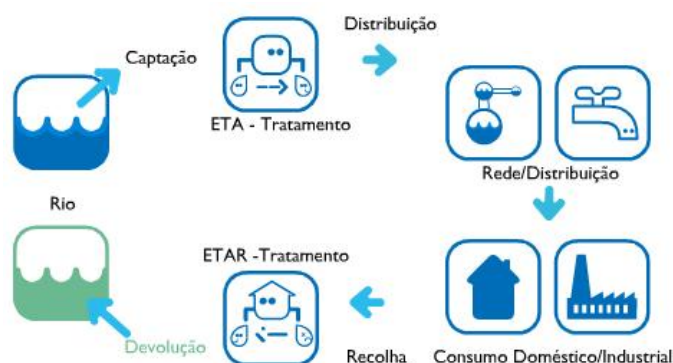 Distribuição
Captação
ETA - Tratamento
Rede/Distribuição
Rio
ETAR -Tratamento
Devolução
Recolha
Consumo Doméstico/Industrial